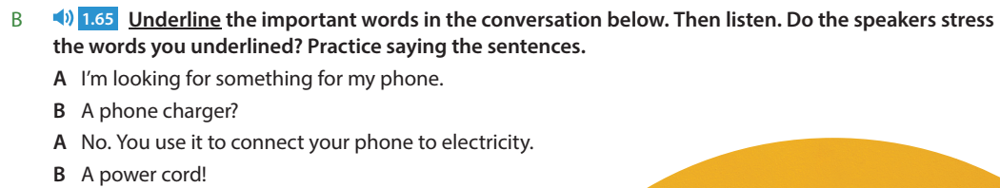 B 1.65 Underline the important words in the conversation below. Then listen. Do the speakers stress
the words you underlined? Practice saying the sentences.
A I'm looking for something for my phone.
B A phone charger?
A No. You use it to connect your phone to electricity.
B A power cord!